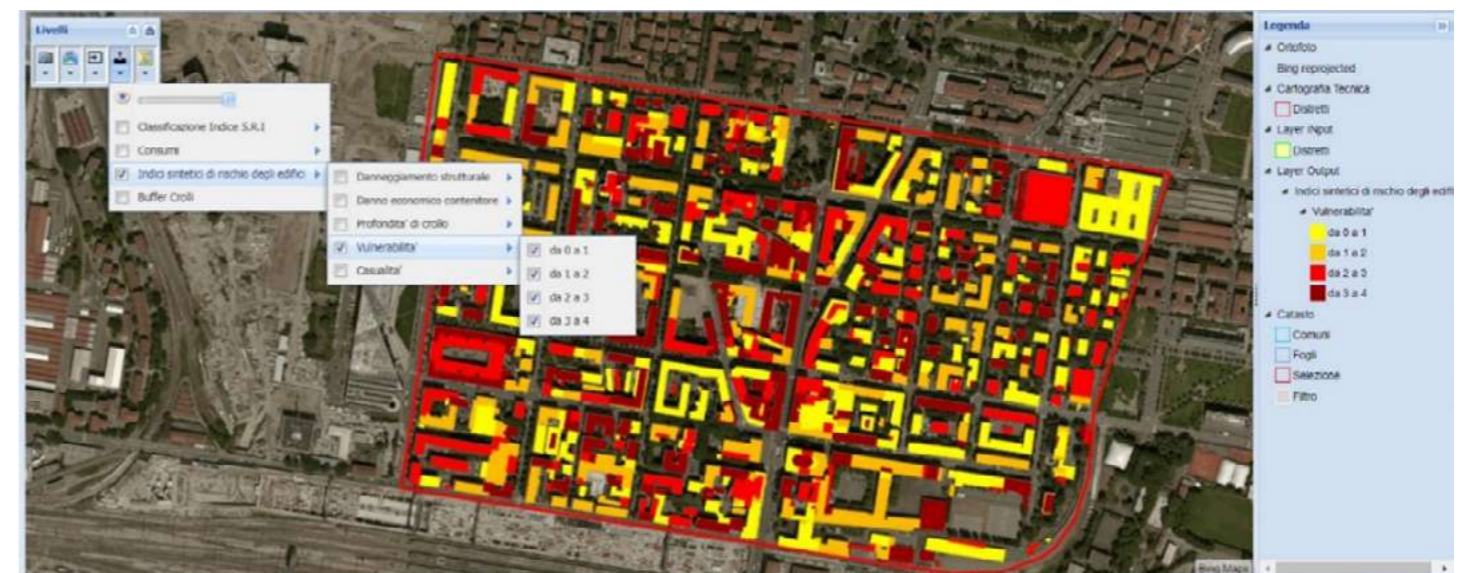 Livelli
Classificazione Indice S.R.I
Consumi
Indici sintetici di rischio degli edifici
Buffer Crolli
Danneggiamento strutturale
Danno economico contenitore
Profondita' di crollo
Vulnerabilita'
Casualita'
da 0 a 1
da 1 a 2
da 2 a 3
da 3 a 4
Bing Maps
Legenda
Ortofoto
Bing reprojected
Cartografia Tecnica
Distretti
Layer INput
Distretti
Layer Output
Indici sintetici di rischio degli edifi
Vulnerabilita'
da 0 a 1
da 1 a 2
da 2 a 3
da 3 a 4
Catasto
Comuni
Fogli
Selezione
Filtro